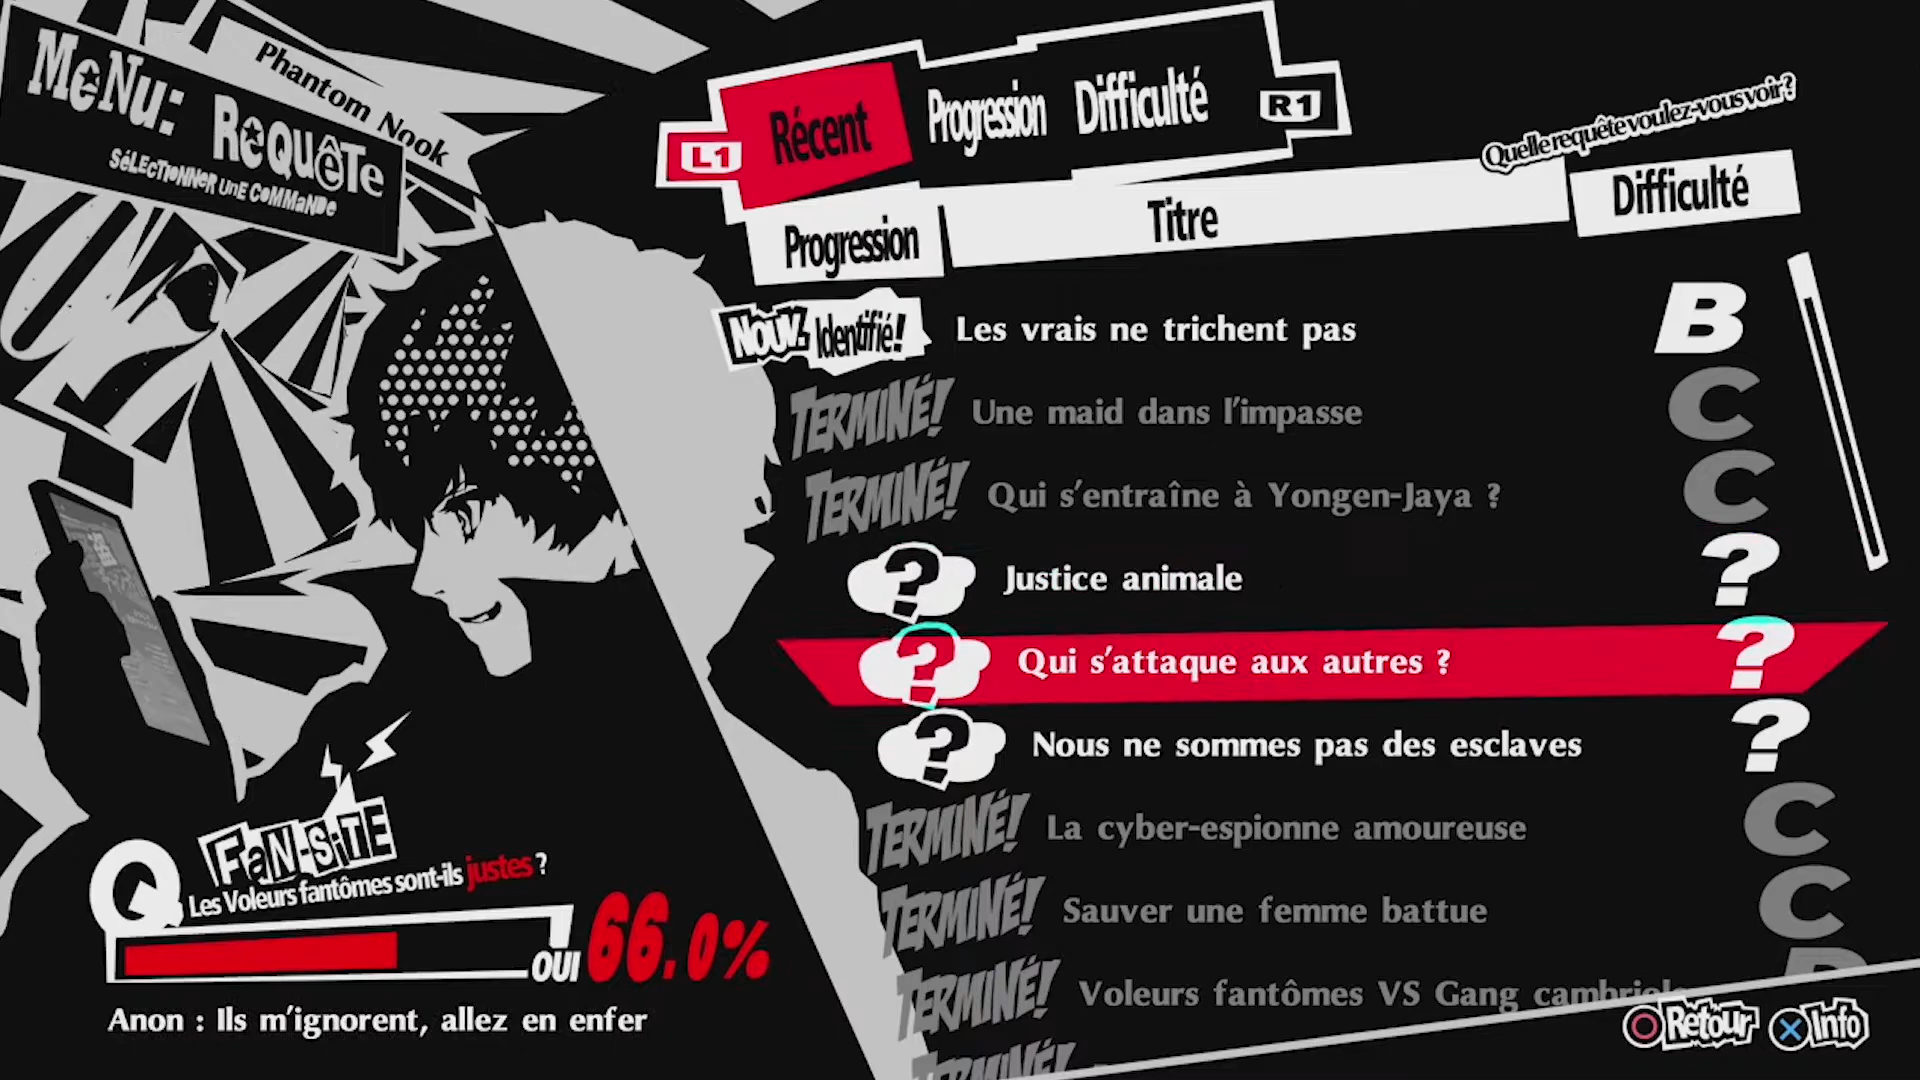 Phantom Nook
MeNu: ReQuêTe
SéLEcTiONNeR UnE CoMMaNDe
L1 Récent Progression Difficulté R1
Quelle requête voulez-vous voir ?
Progression Titre Difficulté
Nouv. Identifié! Les vrais ne trichent pas B
TERMINÉ! Une maid dans l'impasse C
TERMINÉ! Qui s'entraîne à Yongen-Jaya ? C
? Justice animale ?
? Qui s'attaque aux autres ? ?
? Nous ne sommes pas des esclaves ?
TERMINÉ! La cyber-espionne amoureuse C
TERMINÉ! Sauver une femme battue C
TERMINÉ! Voleurs fantômes VS Gang
TERMINÉ!
Q FaN-SiTE
Les Voleurs fantômes sont-ils justes ?
OUI 66.0%
Anon : Ils m'ignorent, allez en enfer
Retour Info